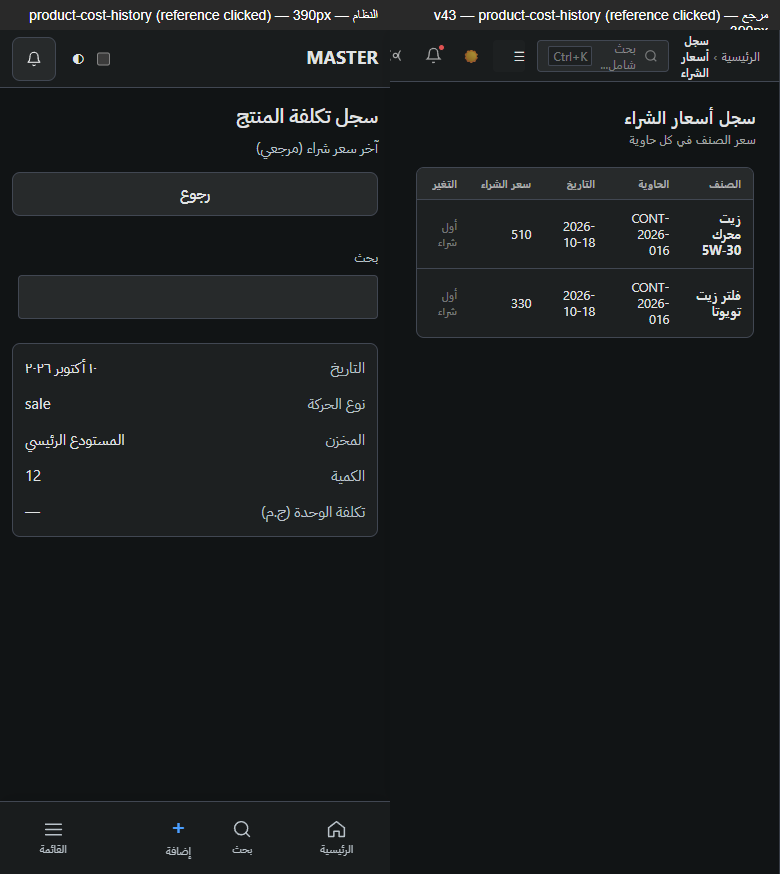 مرجع v43 — product-cost-history (reference clicked) — 390px
الرئيسية › سجل أسعار الشراء
بحث شامل... Ctrl+K
سجل أسعار الشراء
سعر الصنف في كل حاوية
الصنف الحاوية التاريخ سعر الشراء التغير
زيت محرك 5W-30 CONT-2026-016 2026-10-18 510 أول شراء
فلتر زيت تويوتا CONT-2026-016 2026-10-18 330 أول شراء
النظام — product-cost-history (reference clicked) — 390px
MASTER
سجل تكلفة المنتج
آخر سعر شراء (مرجعي)
رجوع
بحث
التاريخ ١٠ أكتوبر ٢٠٢٦
نوع الحركة sale
المخزن المستودع الرئيسي
الكمية 12
تكلفة الوحدة (ج.م) —
الرئيسية
بحث
إضافة
القائمة